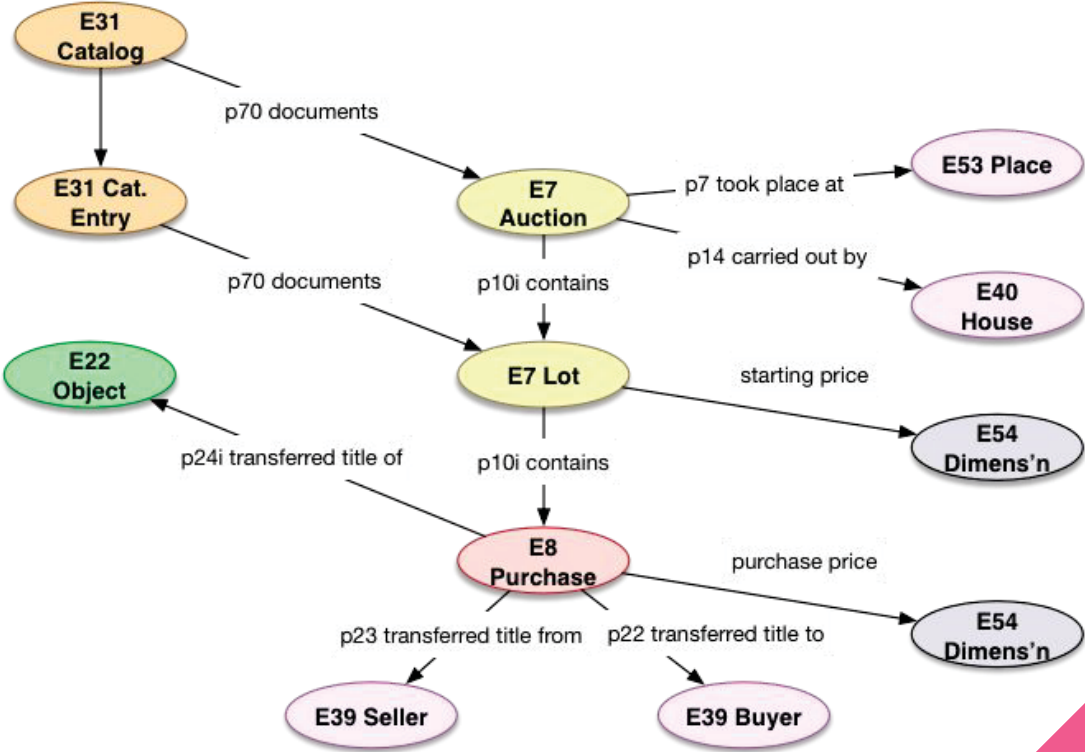 E31
Catalog
p70 documents
E31 Cat.
Entry
E7
Auction
p7 took place at
E53 Place
p14 carried out by
p70 documents
p10i contains
E40
House
E22
Object
E7 Lot
starting price
p24i transferred title of
p10i contains
E54
Dimens'n
E8
Purchase
purchase price
p23 transferred title from
p22 transferred title to
E54
Dimens'n
E39 Seller
E39 Buyer